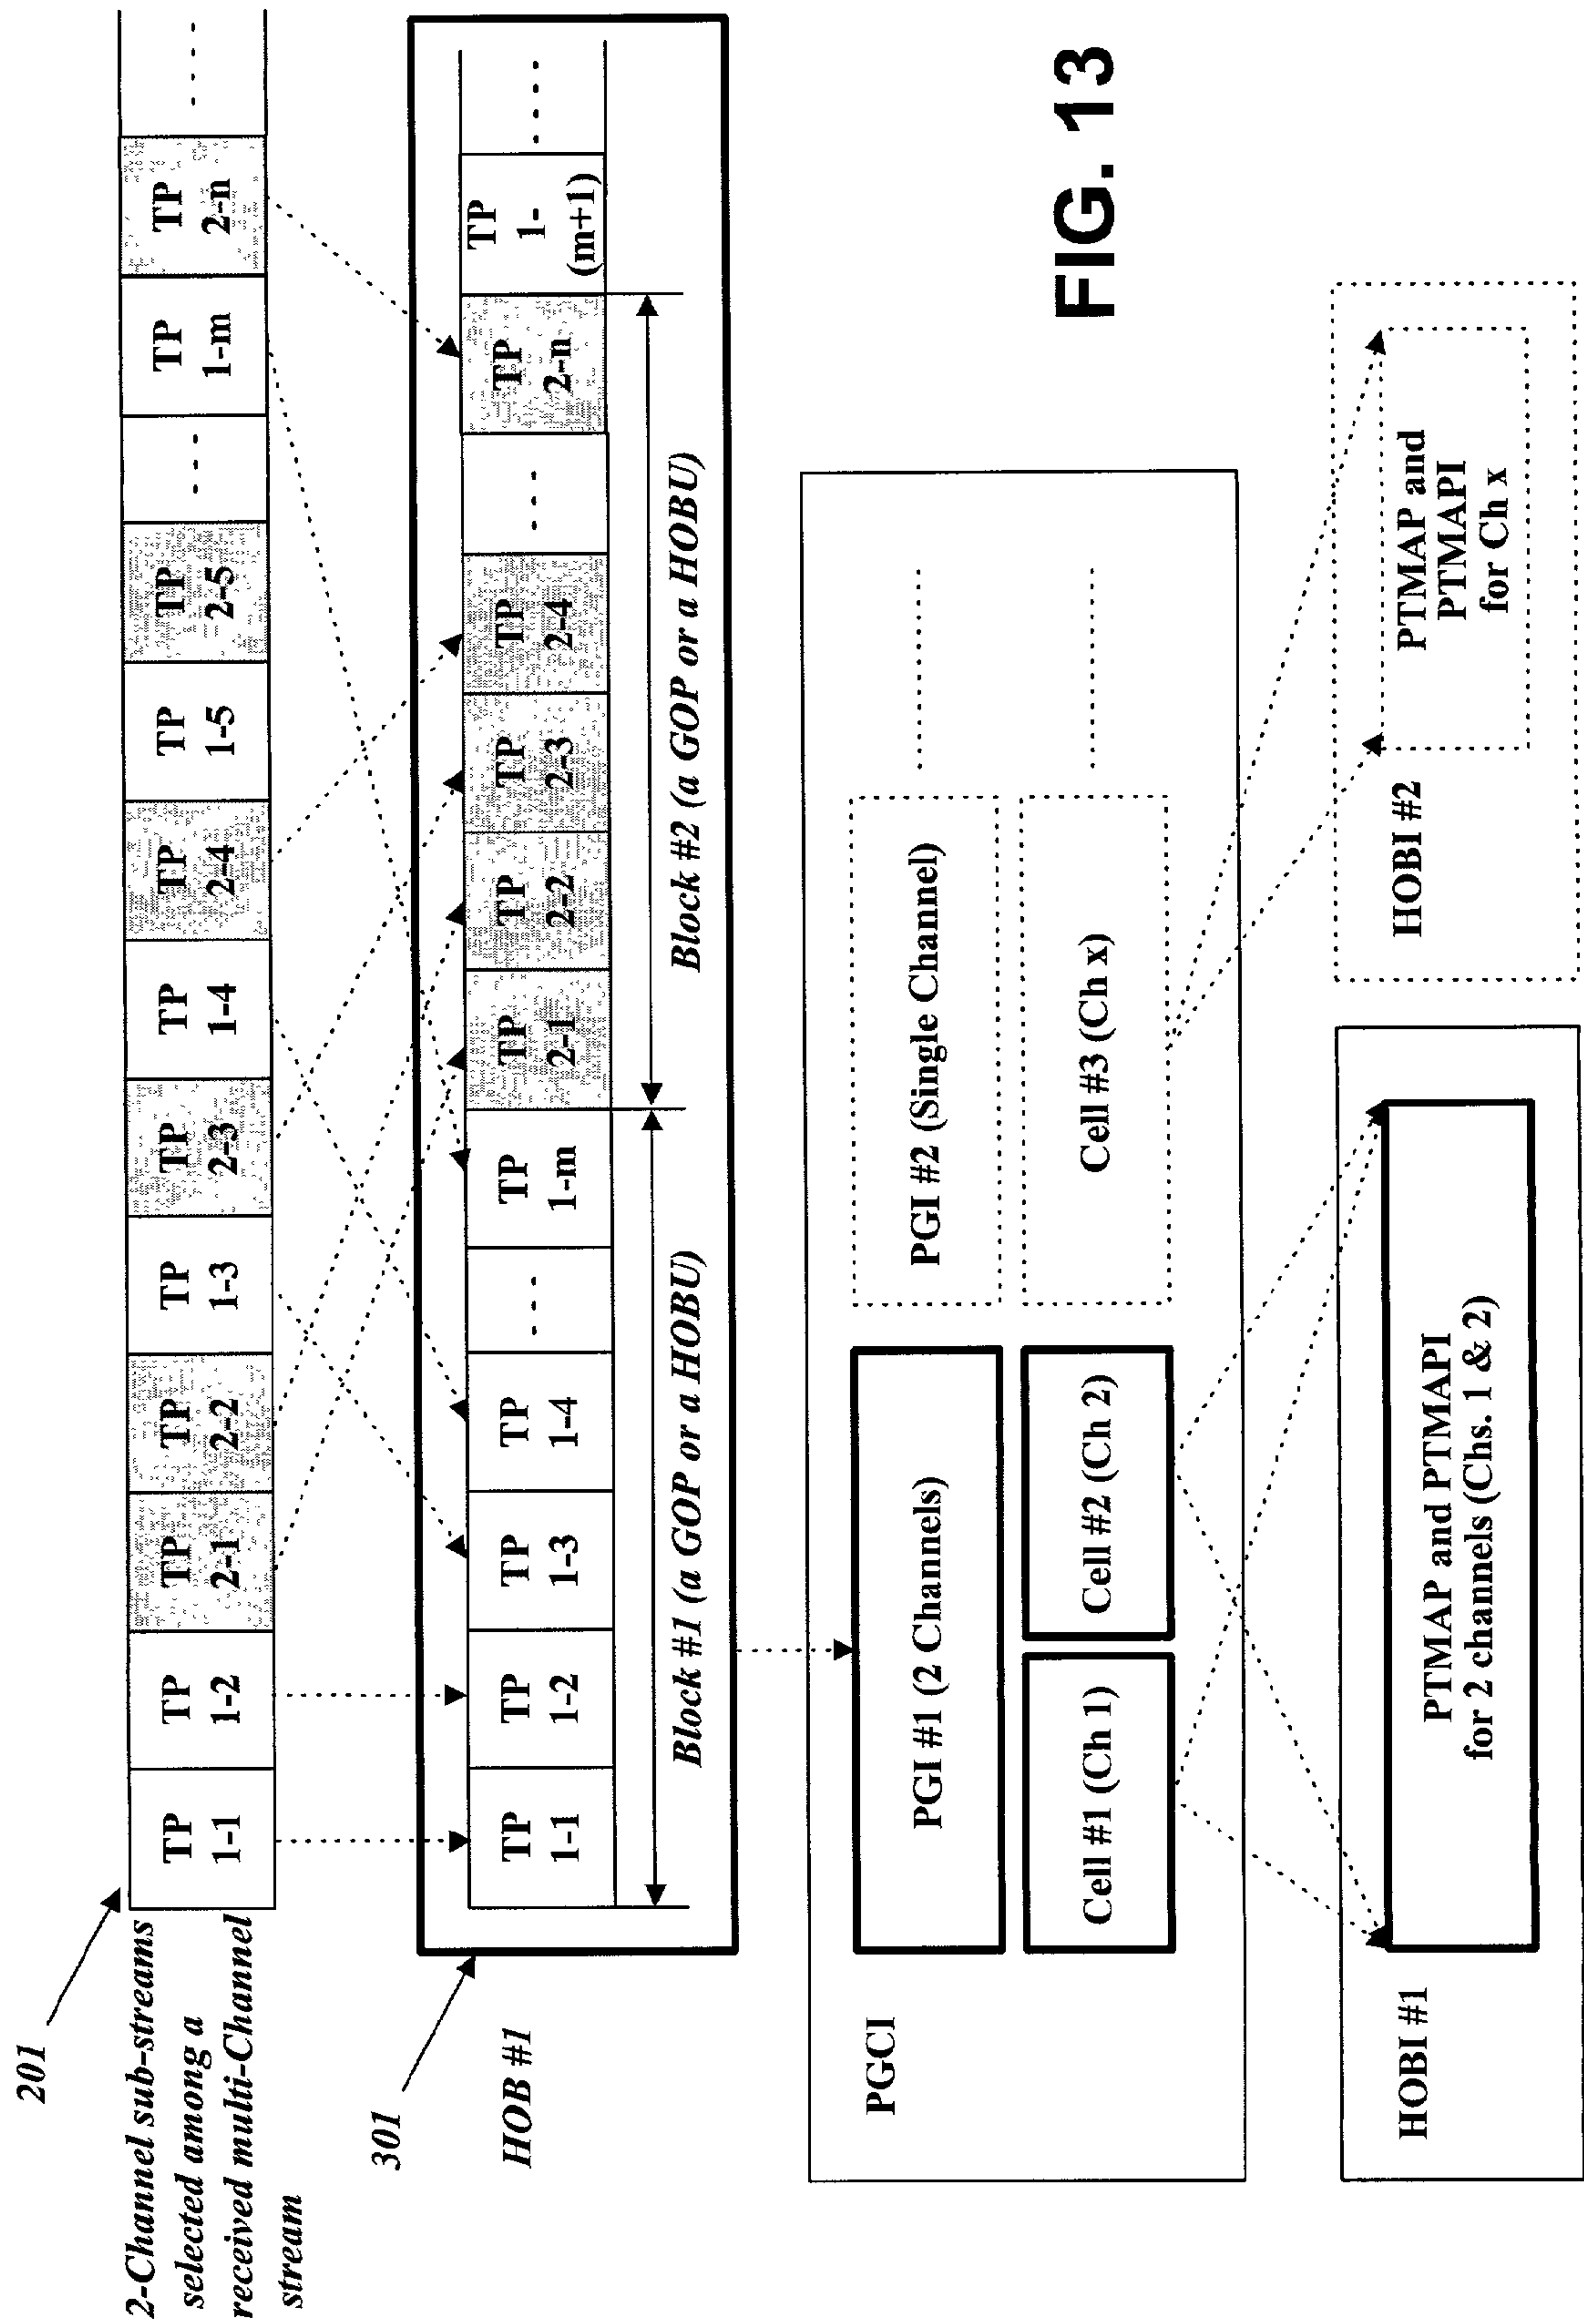 201
2-Channel sub-streams
selected among a
received multi-Channel
stream
TP
1-1
TP
1-2
TP
2-1
TP
2-2
TP
1-3
TP
2-3
TP
1-4
TP
2-4
TP
1-5
TP
2-5
- - -
TP
1-m
TP
2-n
- - - -
301
HOB #1
TP
1-1
TP
1-2
TP
1-3
TP
1-4
- - -
TP
1-m
TP
2-1
TP
2-2
TP
2-3
TP
2-4
- - -
TP
2-n
TP
1-
(m+1)
- - - -
Block #1 (a GOP or a HOBU)
Block #2 (a GOP or a HOBU)
PGCI
PGI #1 (2 Channels)
PGI #2 (Single Channel)
Cell #1 (Ch 1)
Cell #2 (Ch 2)
Cell #3 (Ch x)
HOBI #1
PTMAP and PTMAPI
for 2 channels (Chs. 1 & 2)
HOBI #2
PTMAP and
PTMAPI
for Ch x
FIG. 13